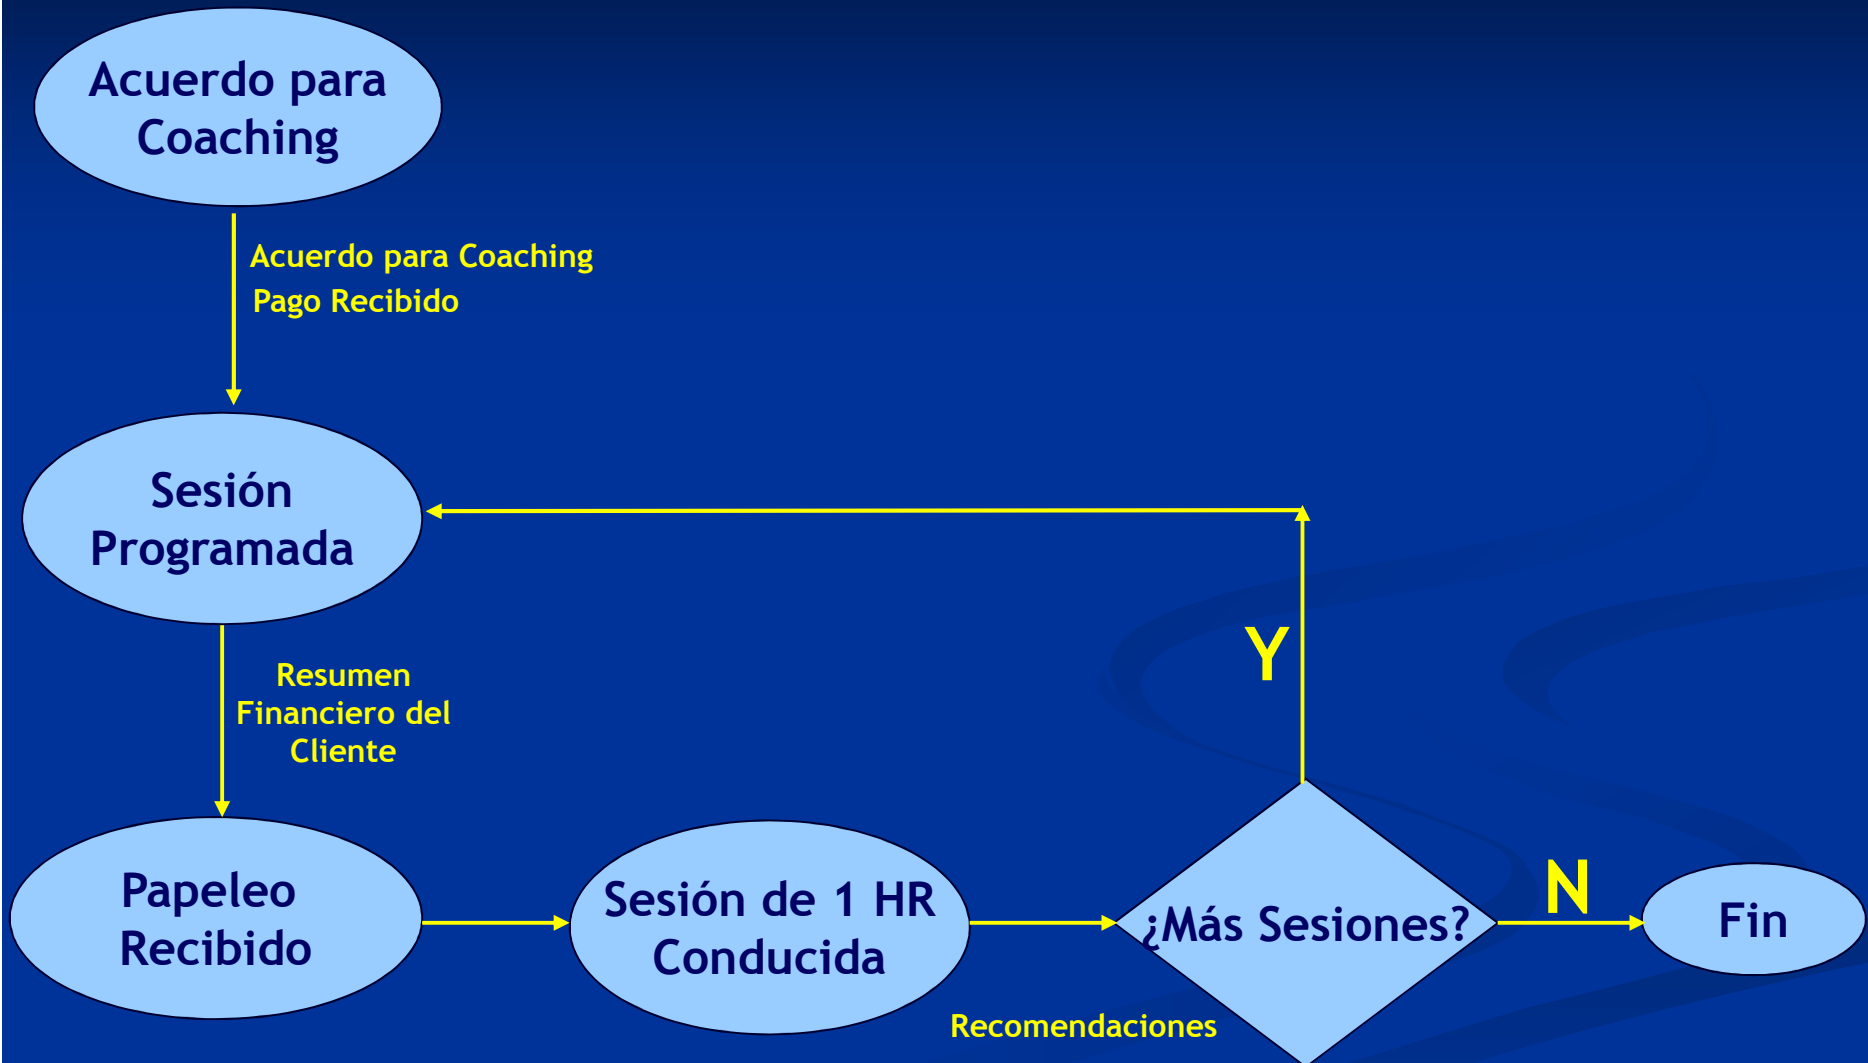 Acuerdo para
Coaching
Acuerdo para Coaching
Pago Recibido
Sesión
Programada
Resumen
Financiero del
Cliente
Y
Papeleo
Recibido
Sesión de 1 HR
Conducida
¿Más Sesiones?
N
Fin
Recomendaciones